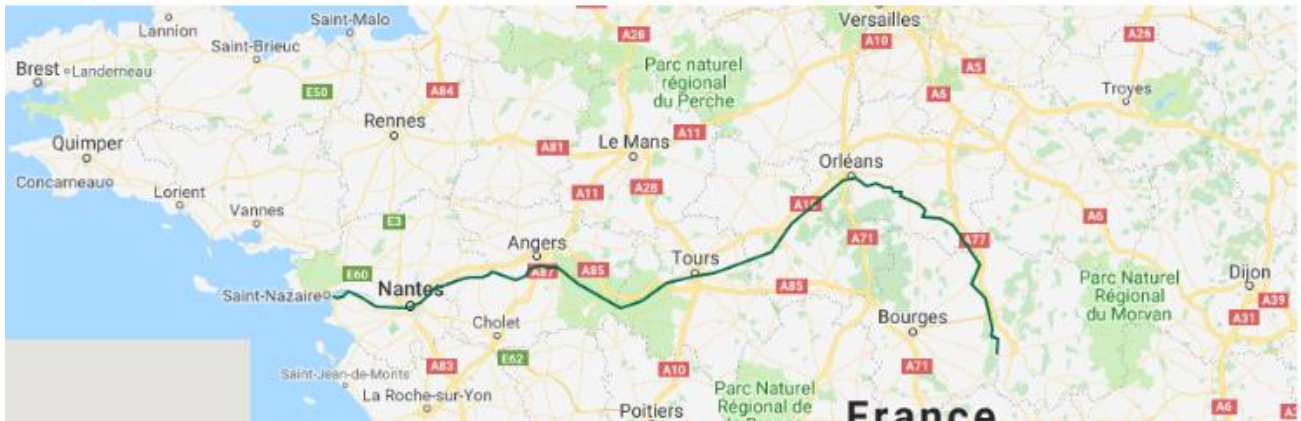 Saint-Malo
Versailles
Lannion
A28
A10
A26
Saint-Brieuc
Brest
Landerneau
Parc naturel
régional
du Perche
A5
E50
A84
A6
Troyes
Rennes
A11
Quimper
A81
Le Mans
Orléans
Concarneau
Lorient
A11
A28
Vannes
E3
A6
Angers
A71
A77
Tours
E60
A87
A85
Nantes
A85
Parc Naturel
Régional
du Morvan
Dijon
Saint-Nazaire
A39
Cholet
Bourges
A31
E62
A83
A10
A71
Saint-Jean-de-Monts
La Roche-sur-Yon
Parc Naturel
Régional de
Poitiers
France
A6